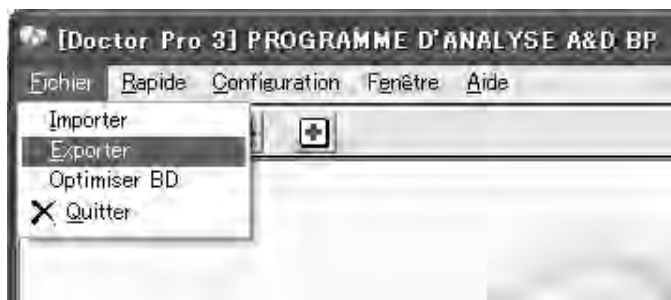 [Doctor Pro 3] PROGRAMME D'ANALYSE A&D BP
Fichier Rapide Configuration Fenêtre Aide
Importer
Exporter
Optimiser BD
Quitter